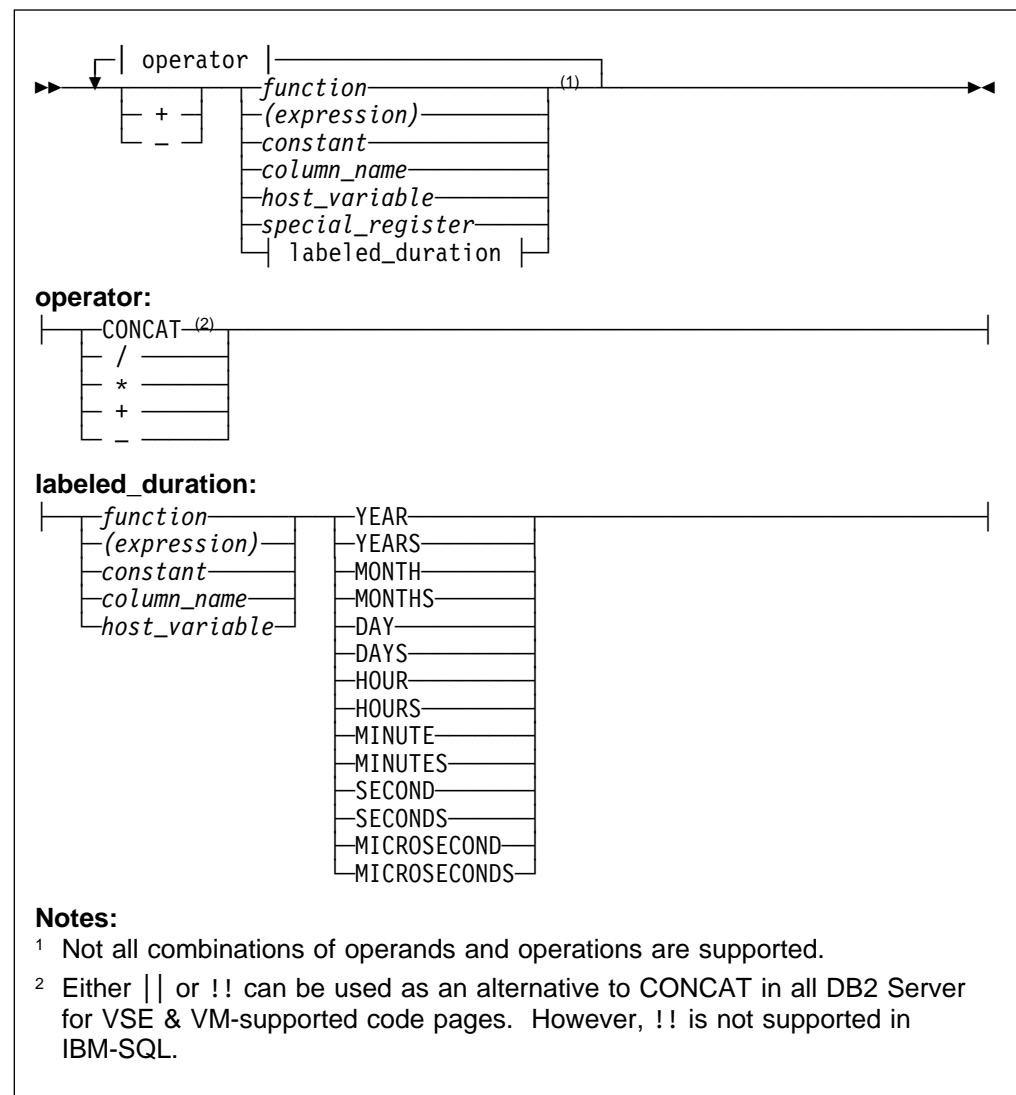 operator
function (1)
+ (expression)
– constant
column_name
host_variable
special_register
labeled_duration
operator:
CONCAT (2)
/
*
+
–
labeled_duration:
function YEAR
(expression) YEARS
constant MONTH
column_name MONTHS
host_variable DAY
DAYS
HOUR
HOURS
MINUTE
MINUTES
SECOND
SECONDS
MICROSECOND
MICROSECONDS
Notes:
1 Not all combinations of operands and operations are supported.
2 Either || or !! can be used as an alternative to CONCAT in all DB2 Server
for VSE & VM-supported code pages. However, !! is not supported in
IBM-SQL.